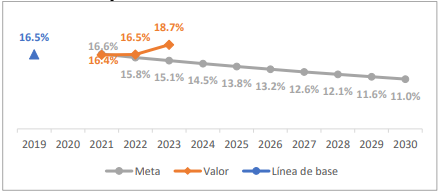 18.7%
16.5% 16.6% 16.5%
16.4%
15.8% 15.1% 14.5% 13.8% 13.2% 12.6% 12.1% 11.6% 11.0%
2019 2020 2021 2022 2023 2024 2025 2026 2027 2028 2029 2030
Meta Valor Línea de base